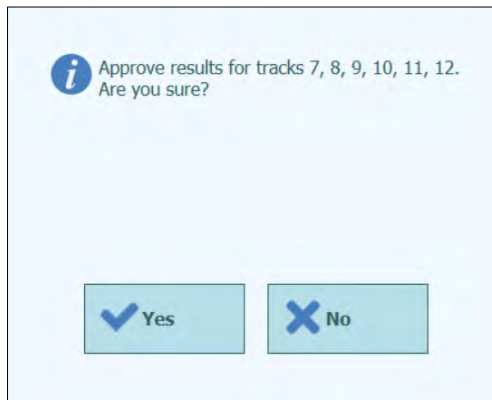 Approve results for tracks 7, 8, 9, 10, 11, 12.
Are you sure?
Yes
No